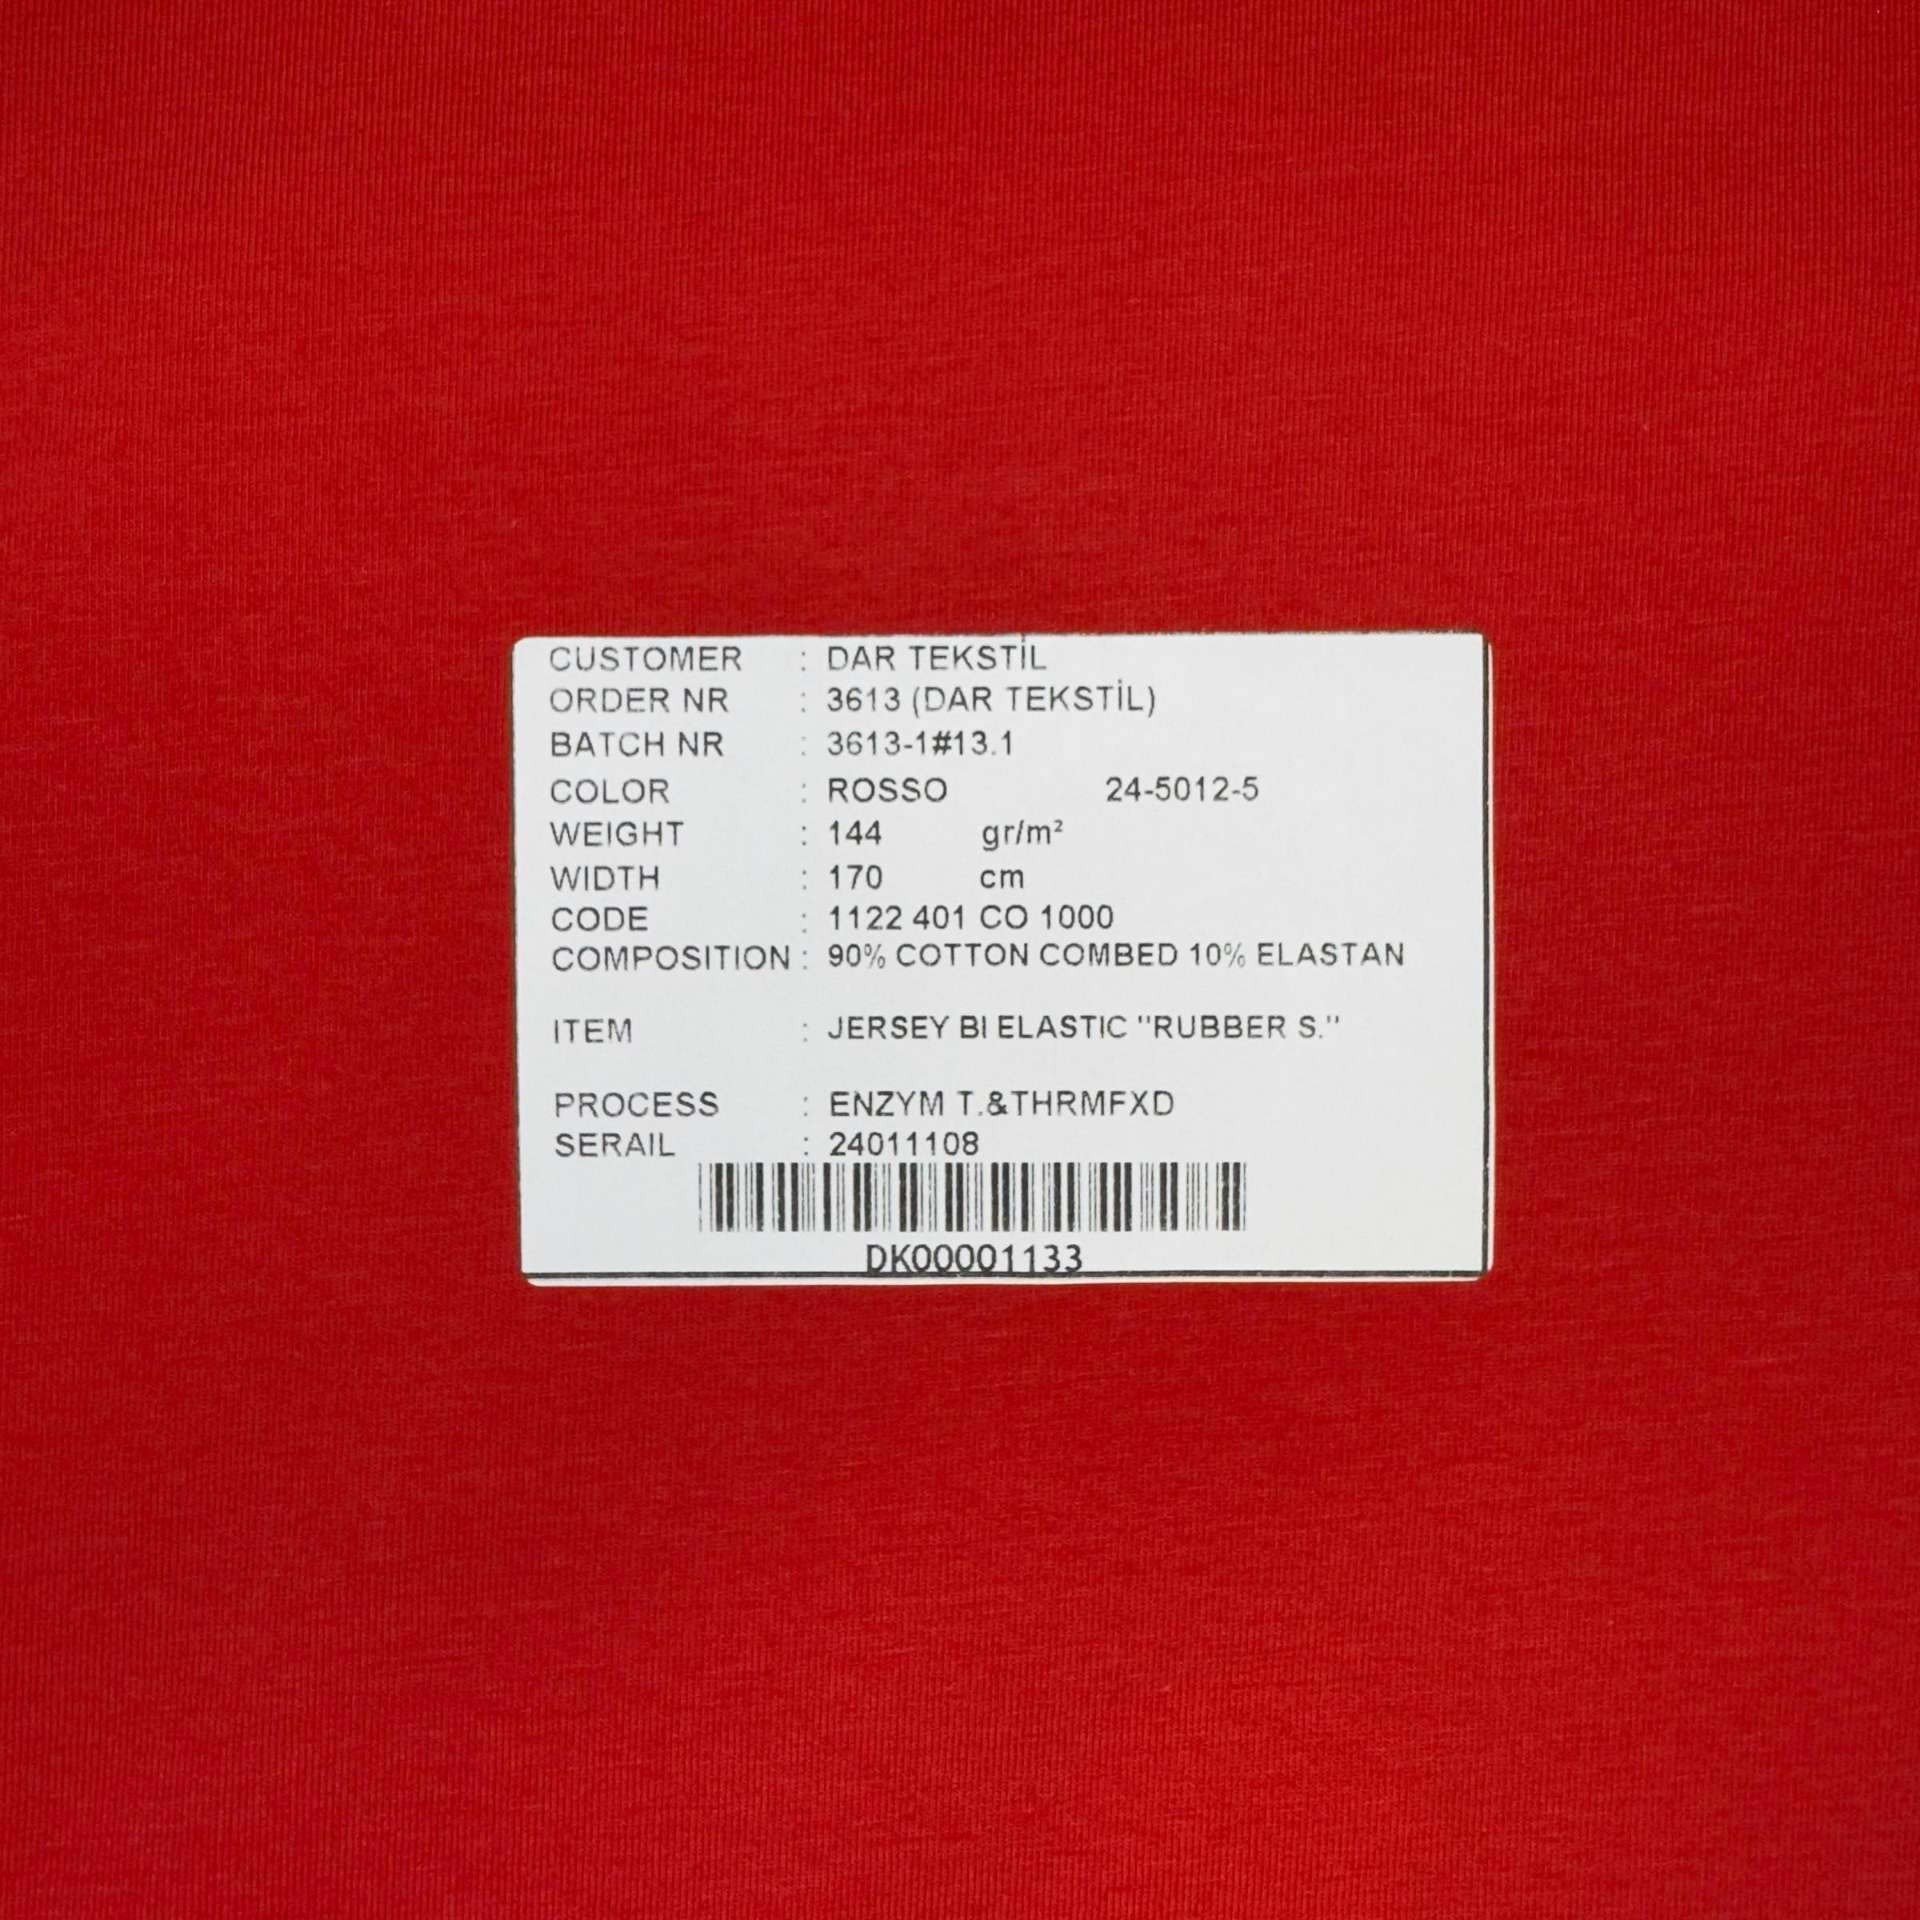 CUSTOMER : DAR TEKSTİL
ORDER NR : 3613 (DAR TEKSTİL)
BATCH NR : 3613-1#13.1
COLOR : ROSSO 24-5012-5
WEIGHT : 144 gr/m²
WIDTH : 170 cm
CODE : 1122 401 CO 1000
COMPOSITION : 90% COTTON COMBED 10% ELASTAN
ITEM : JERSEY BI ELASTIC "RUBBER S."
PROCESS : ENZYM T.&THRMFXD
SERAIL : 24011108
DK00001133